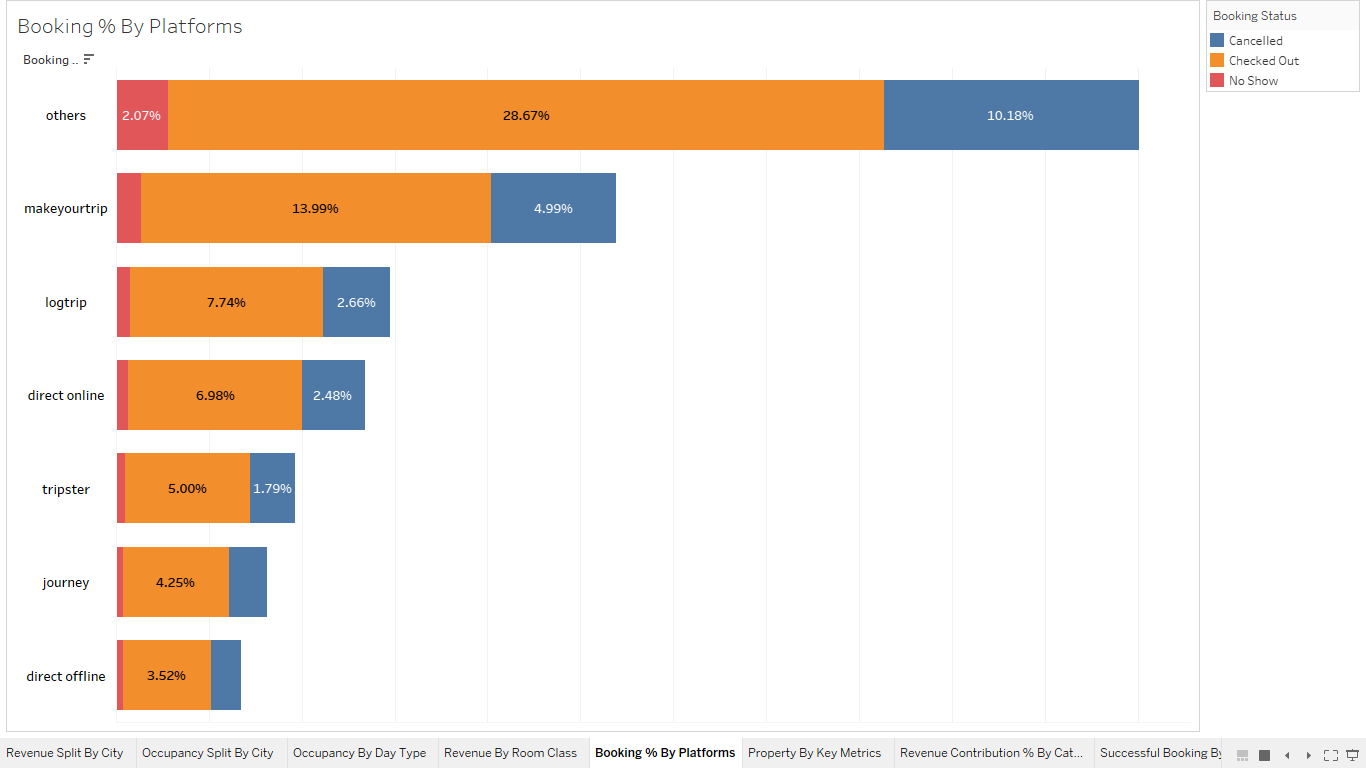 Booking % By Platforms
Booking ..
others
2.07%
28.67%
10.18%
makeyourtrip
13.99%
4.99%
logtrip
7.74%
2.66%
direct online
6.98%
2.48%
tripster
5.00%
1.79%
journey
4.25%
direct offline
3.52%
Booking Status
Cancelled
Checked Out
No Show
Revenue Split By City
Occupancy Split By City
Occupancy By Day Type
Revenue By Room Class
Booking % By Platforms
Property By Key Metrics
Revenue Contribution % By Cat...
Successful Booking By